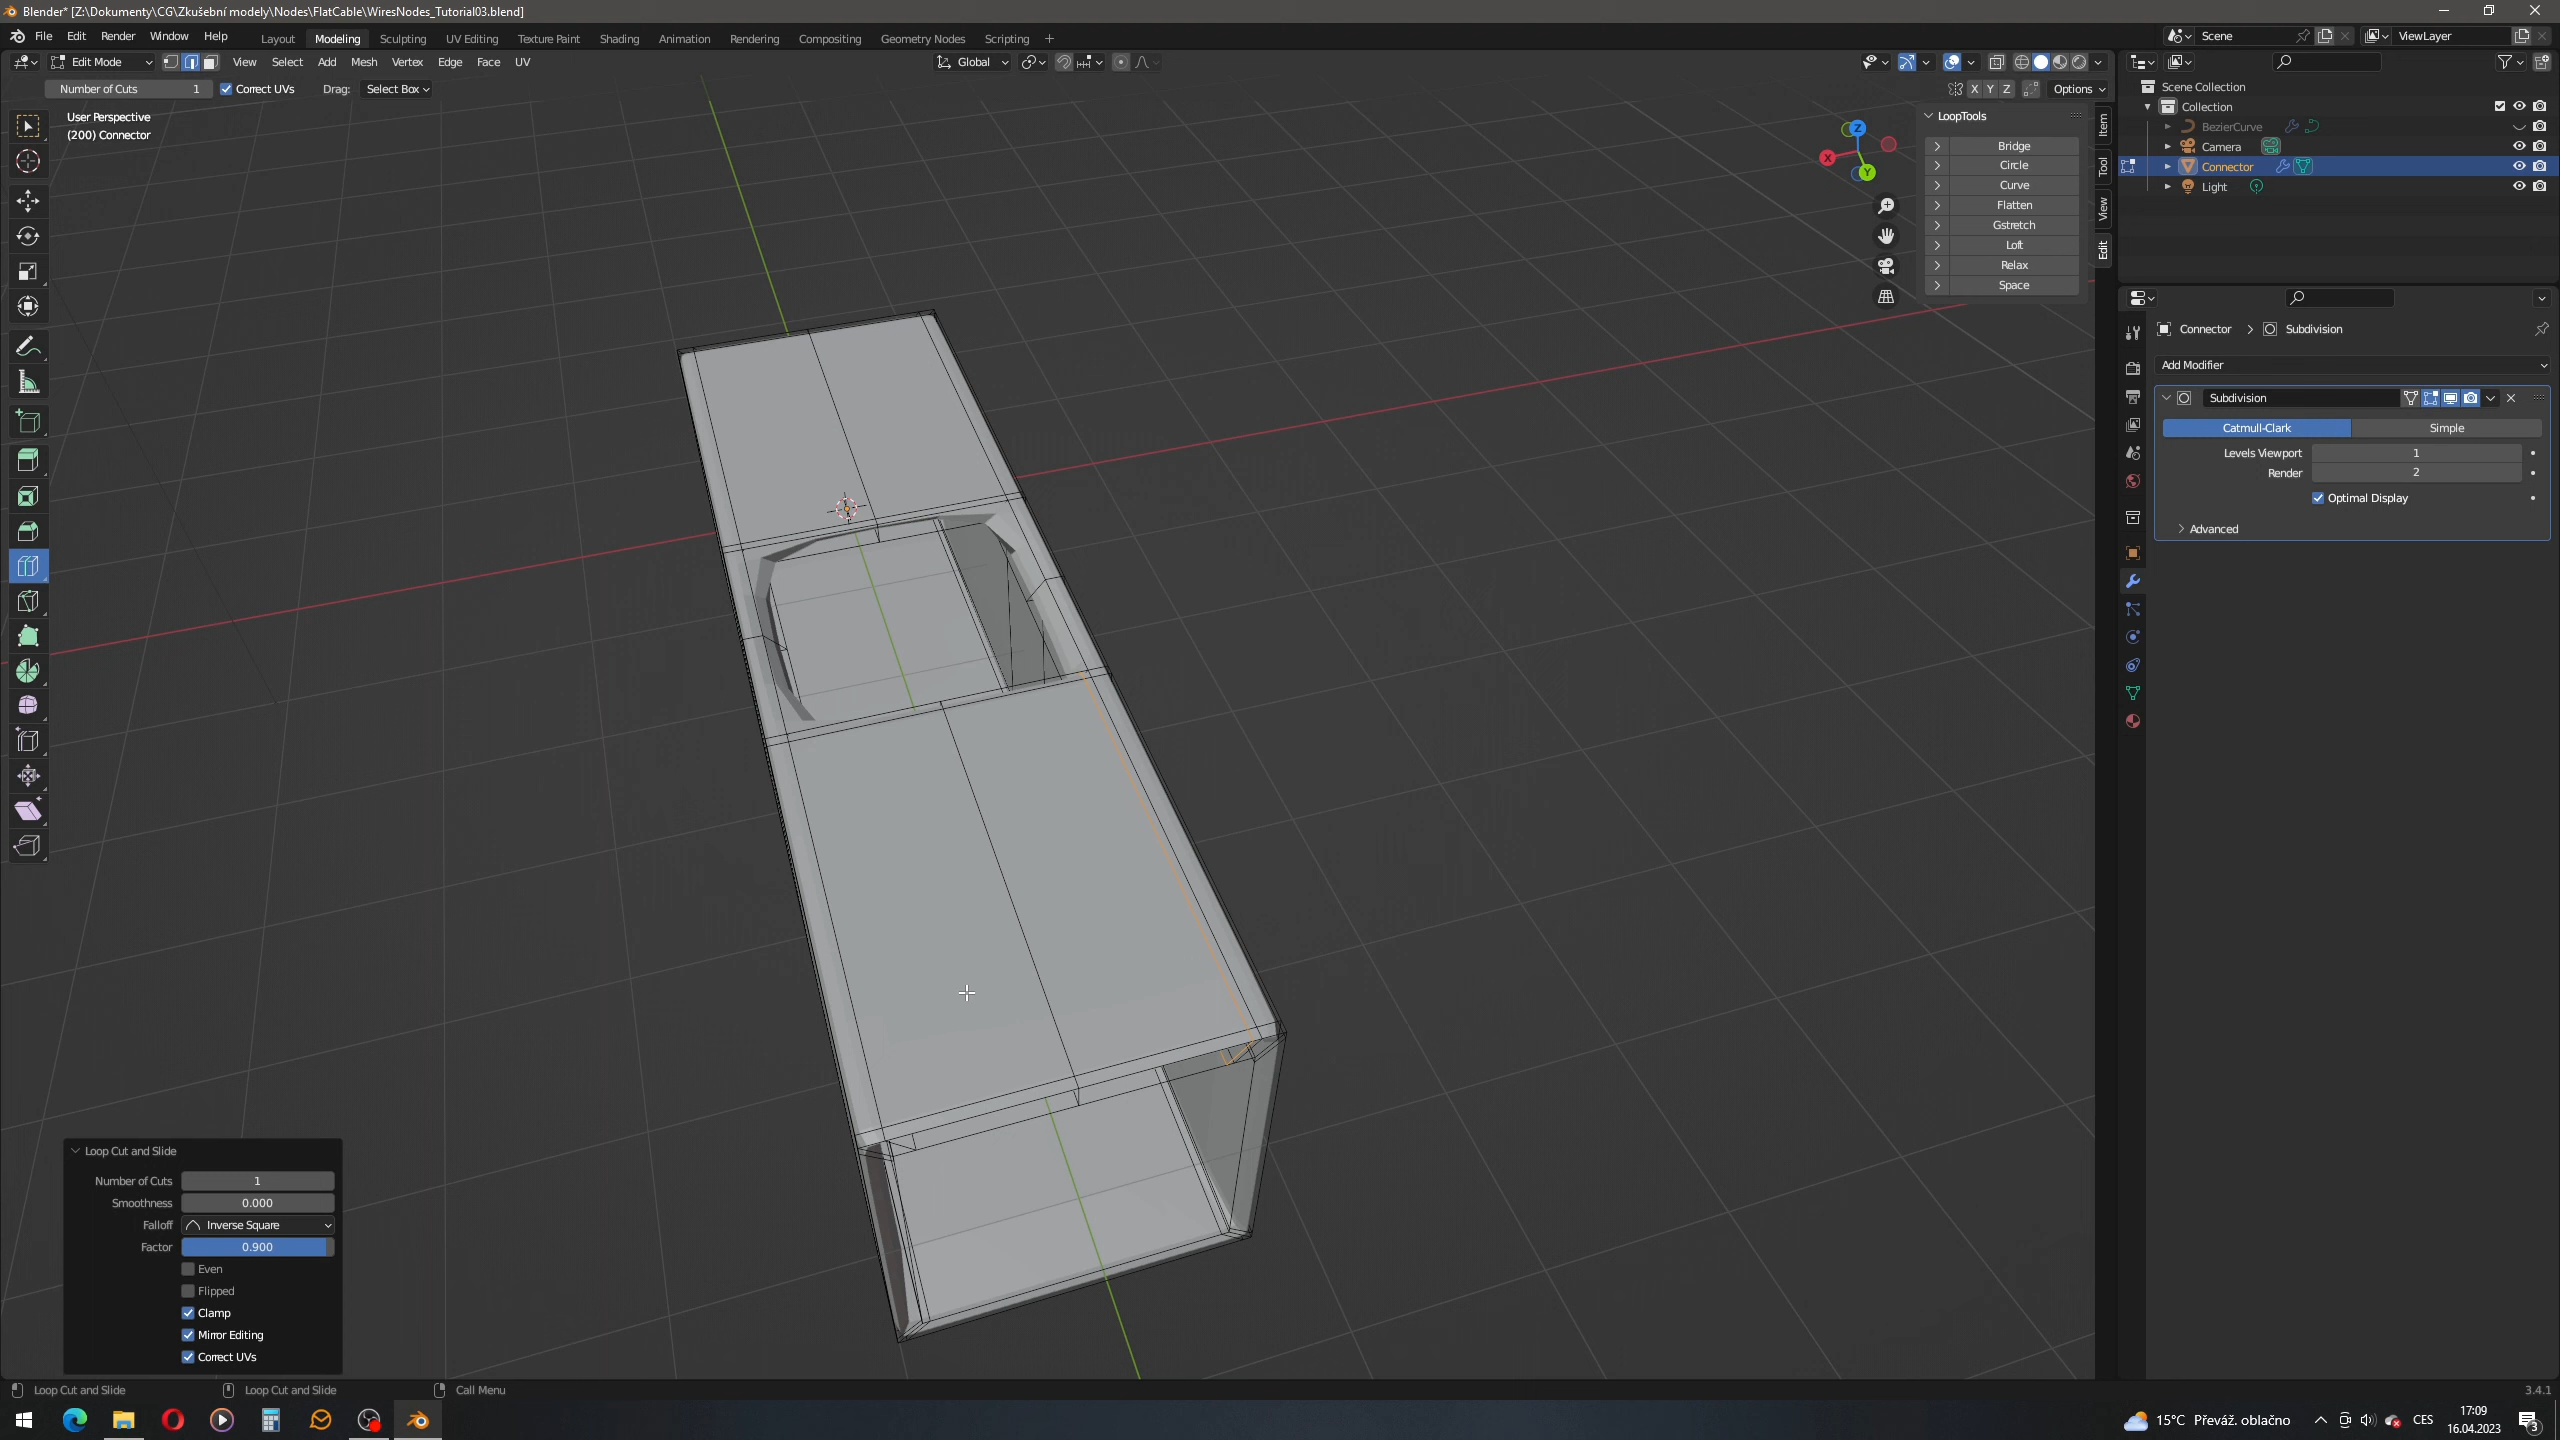 Blender* [Z:\Dokumenty\CG\Zkušební modely\Nodes\FlatCable\WiresNodes_Tutorial03.blend]
File Edit Render Window Help Layout Modeling Sculpting UV Editing Texture Paint Shading Animation Rendering Compositing Geometry Nodes Scripting + Scene ViewLayer
Edit Mode View Select Add Mesh Vertex Edge Face UV Global
Number of Cuts 1 Correct UVs Drag: Select Box X Y Z Options
User Perspective
(200) Connector
LoopTools
Bridge
Circle
Curve
Flatten
Gstretch
Loft
Relax
Space
Z
X
Y
Item
Tool
View
Edit
Scene Collection
Collection
BezierCurve
Camera
Connector
Light
Connector > Subdivision
Add Modifier
Subdivision
Catmull-Clark Simple
Levels Viewport 1
Render 2
Optimal Display
Advanced
Loop Cut and Slide
Number of Cuts 1
Smoothness 0.000
Falloff Inverse Square
Factor 0.900
Even
Flipped
Clamp
Mirror Editing
Correct UVs
Loop Cut and Slide Loop Cut and Slide Call Menu 3.4.1
15°C Převáž. oblačno CES 17:09
16.04.2023
3